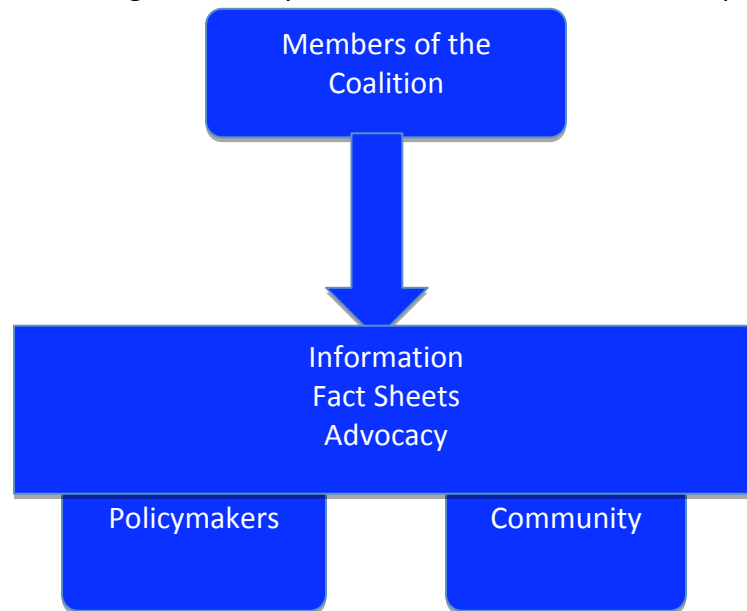 Members of the
Coalition
Information
Fact Sheets
Advocacy
Policymakers
Community